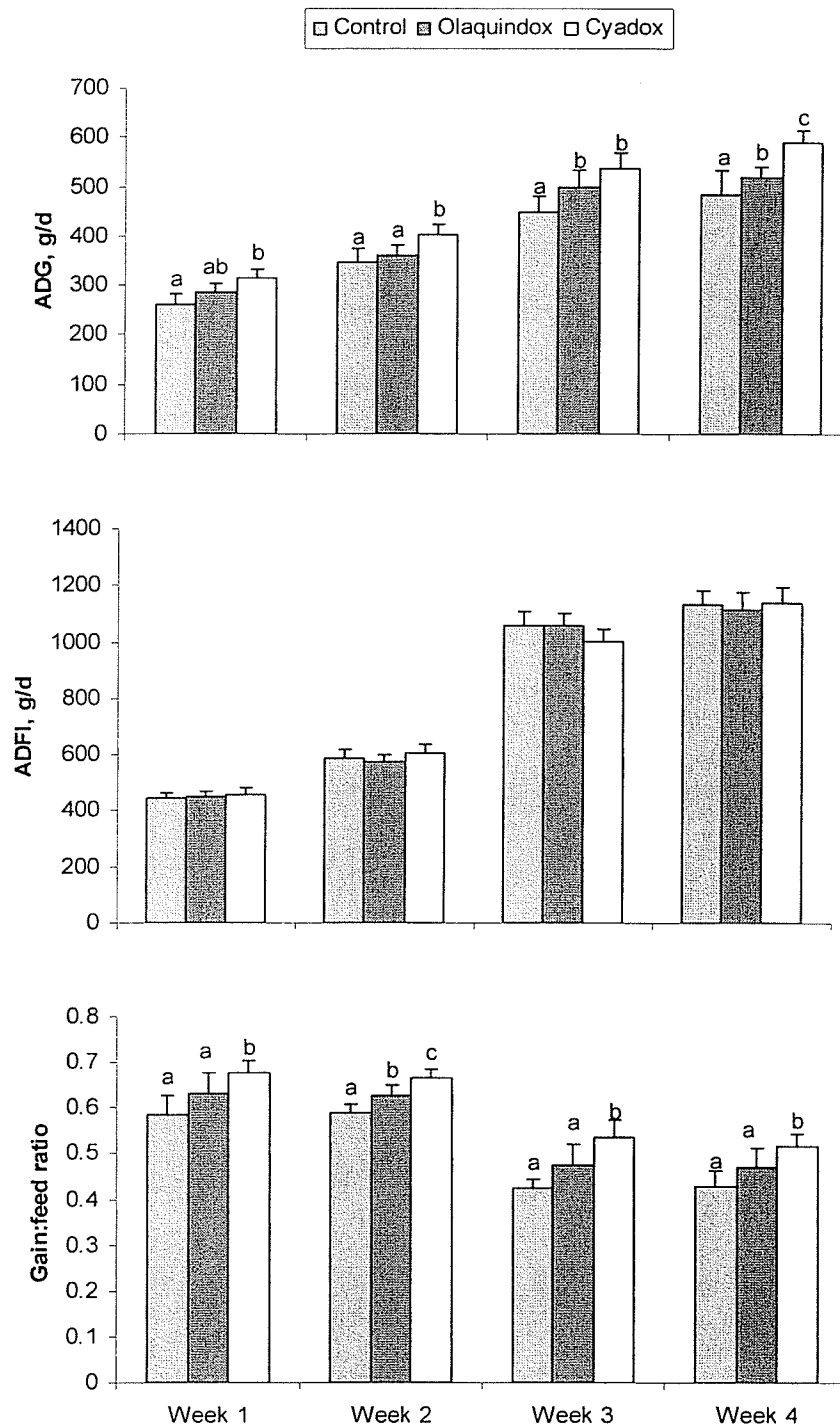 Control Olaquindox Cyadox
700
600
500
400
300
200
100
0
ADG, g/d
a ab b
a a b
a b b
a b c
1400
1200
1000
800
600
400
200
0
ADFI, g/d
0.8
0.7
0.6
0.5
0.4
0.3
0.2
0.1
0
Gain:feed ratio
a a b
a b c
a a b
a a b
Week 1 Week 2 Week 3 Week 4